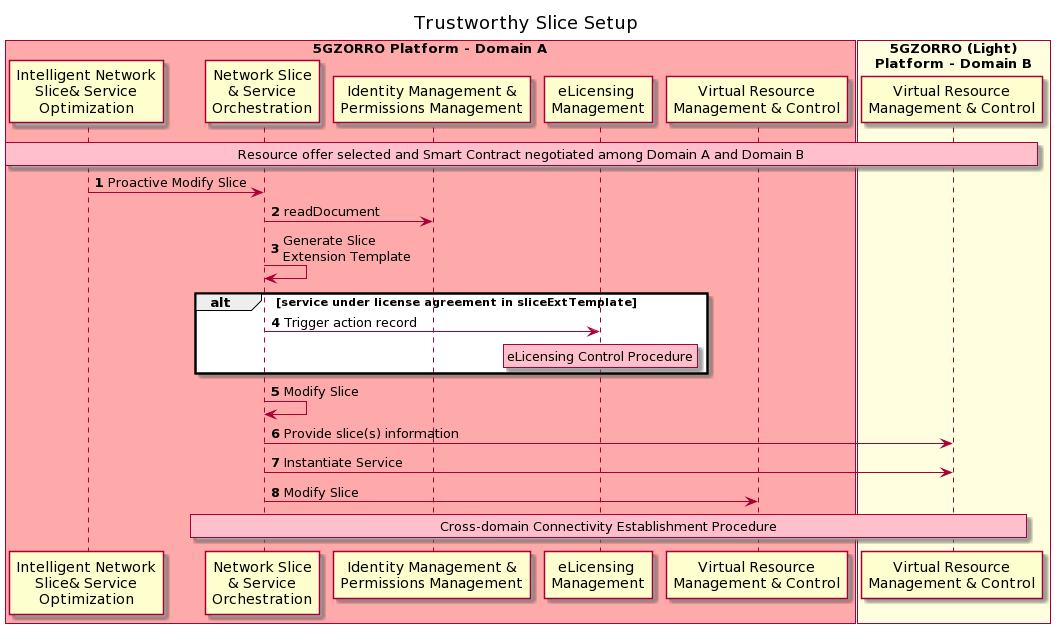 Trustworthy Slice Setup
5GZORRO Platform - Domain A
5GZORRO (Light)
Platform - Domain B
Intelligent Network
Slice& Service
Optimization
Network Slice
& Service
Orchestration
Identity Management &
Permissions Management
eLicensing
Management
Virtual Resource
Management & Control
Virtual Resource
Management & Control
Resource offer selected and Smart Contract negotiated among Domain A and Domain B
1 Proactive Modify Slice
2 readDocument
3 Generate Slice
Extension Template
alt [service under license agreement in sliceExtTemplate]
4 Trigger action record
eLicensing Control Procedure
5 Modify Slice
6 Provide slice(s) information
7 Instantiate Service
8 Modify Slice
Cross-domain Connectivity Establishment Procedure
Intelligent Network
Slice& Service
Optimization
Network Slice
& Service
Orchestration
Identity Management &
Permissions Management
eLicensing
Management
Virtual Resource
Management & Control
Virtual Resource
Management & Control